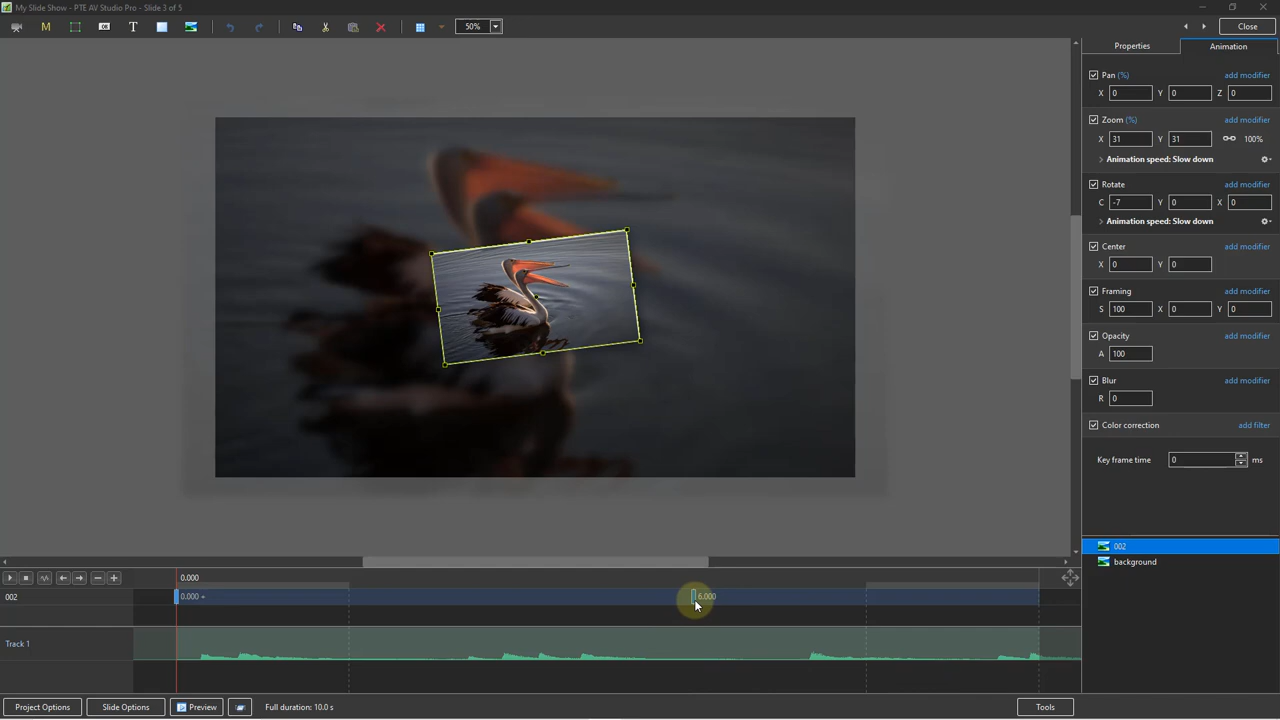 My Slide Show - PTE AV Studio Pro - Slide 3 of 5
M OK T 50% Close
Properties Animation
Pan (%) add modifier
X 0 Y 0 Z 0
Zoom (%) add modifier
X 31 Y 31 100%
Animation speed: Slow down
Rotate add modifier
C -7 Y 0 X 0
Animation speed: Slow down
Center add modifier
X 0 Y 0
Framing add modifier
S 100 X 0 Y 0
Opacity add modifier
A 100
Blur add modifier
R 0
Color correction add filter
Key frame time 0 ms
002
background
0.000
002 0.000 + 6.000
Track 1
Project Options Slide Options Preview Full duration: 10.0 s Tools